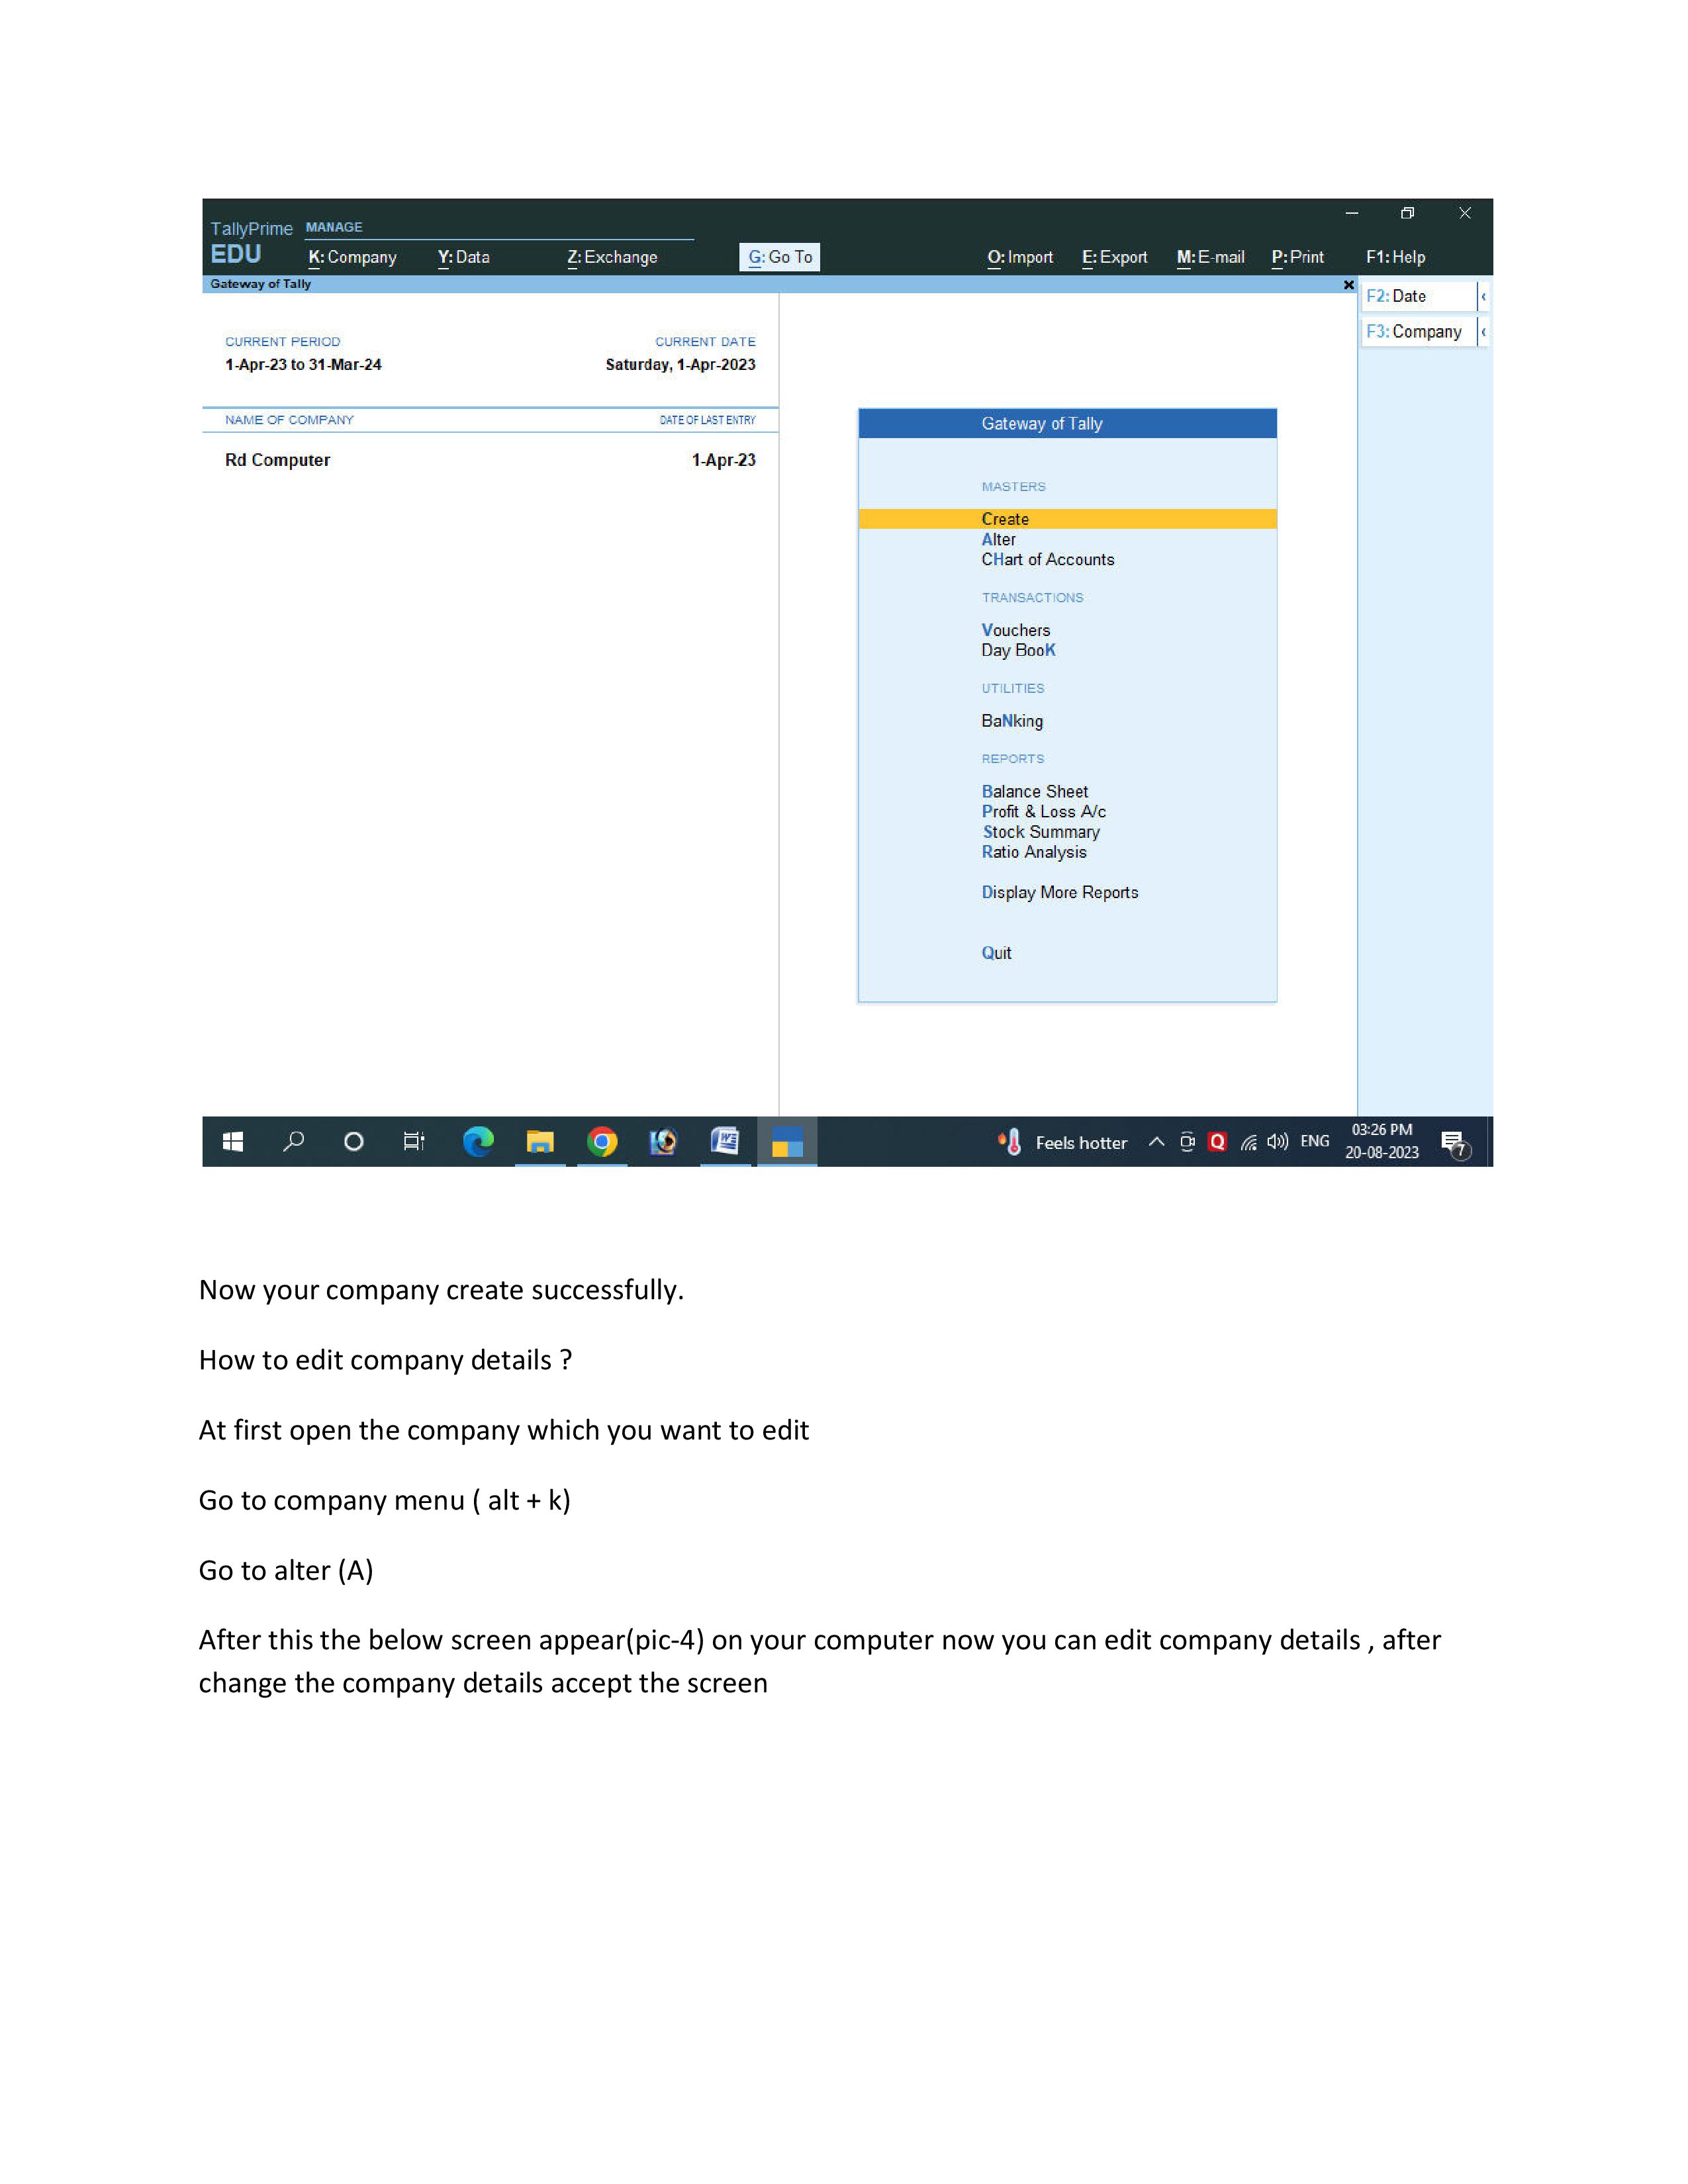 TallyPrime MANAGE
EDU K: Company Y: Data Z: Exchange G: Go To O: Import E: Export M: E-mail P: Print F1: Help
Gateway of Tally
F2: Date
F3: Company
CURRENT PERIOD CURRENT DATE
1-Apr-23 to 31-Mar-24 Saturday, 1-Apr-2023
NAME OF COMPANY DATE OF LAST ENTRY
Rd Computer 1-Apr-23
Gateway of Tally
MASTERS
Create
Alter
CHart of Accounts
TRANSACTIONS
Vouchers
Day BooK
UTILITIES
BaNking
REPORTS
Balance Sheet
Profit & Loss A/c
Stock Summary
Ratio Analysis
Display More Reports
Quit
Feels hotter ENG 03:26 PM
20-08-2023 7
Now your company create successfully.
How to edit company details ?
At first open the company which you want to edit
Go to company menu ( alt + k)
Go to alter (A)
After this the below screen appear(pic-4) on your computer now you can edit company details , after
change the company details accept the screen